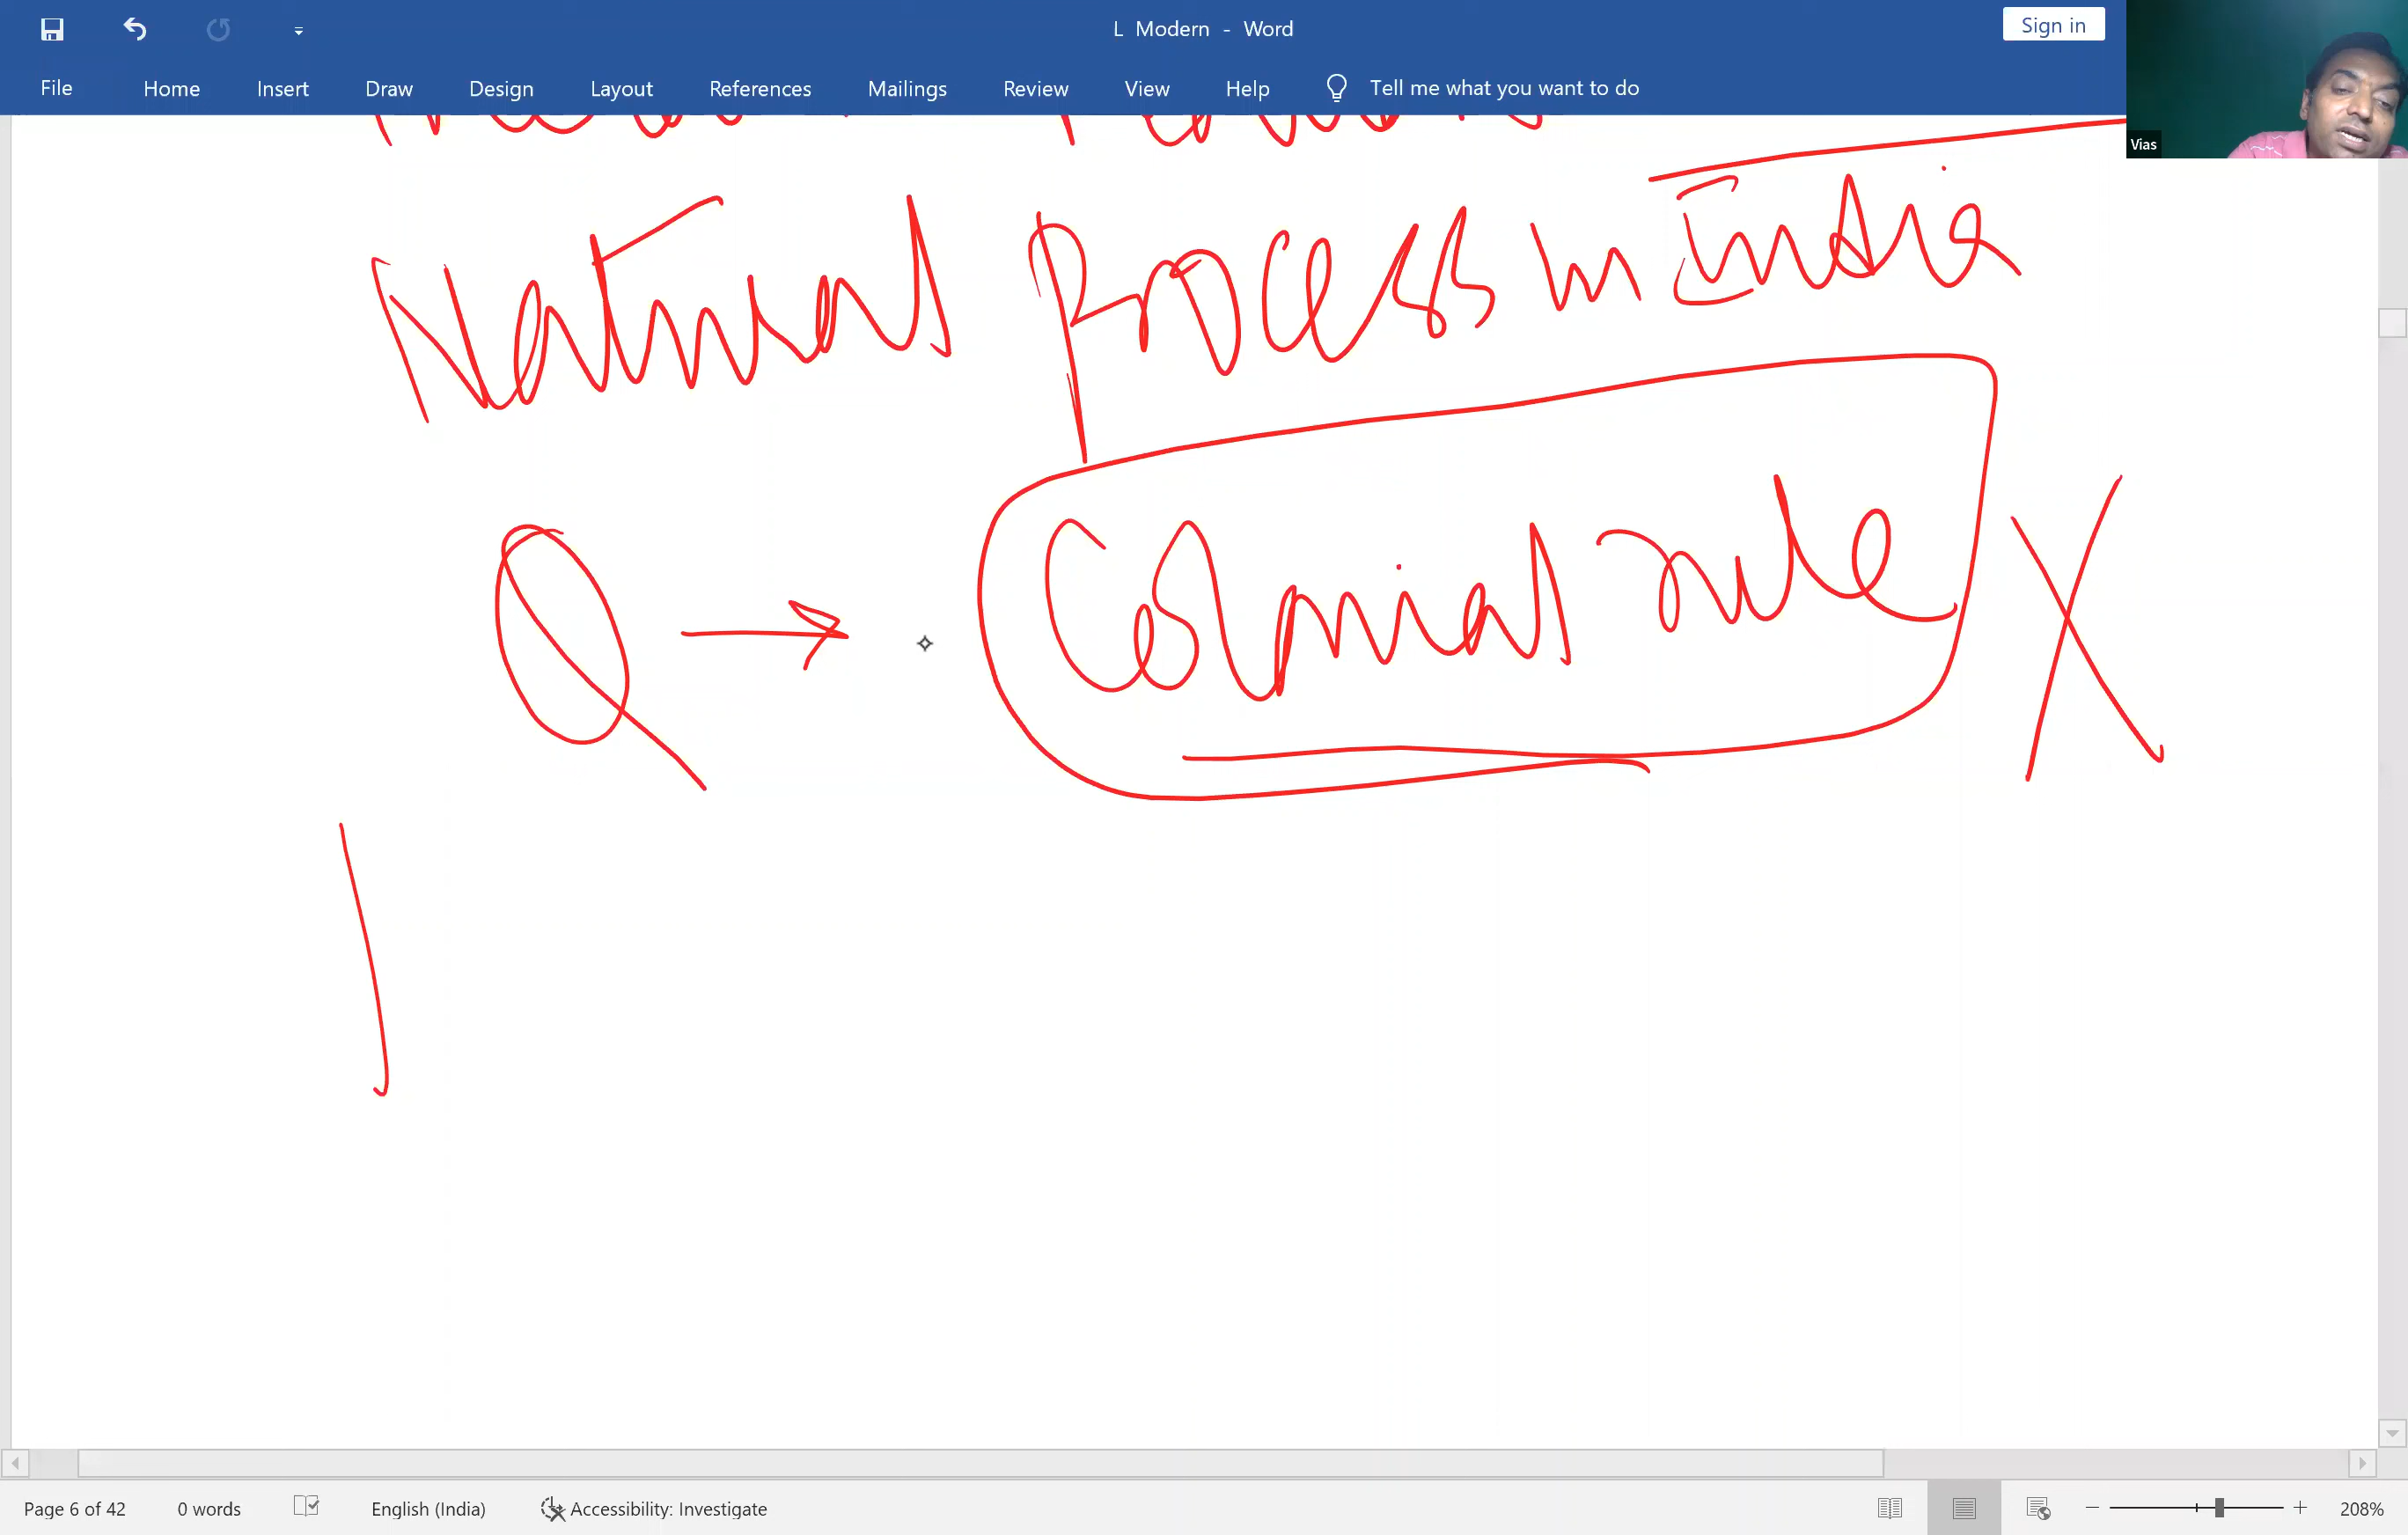 L Modern - Word
Sign in
File Home Insert Draw Design Layout References Mailings Review View Help Tell me what you want to do
Vias
Natural Process in India
Q → Colonial rule X
Page 6 of 42 0 words English (India) Accessibility: Investigate 208%